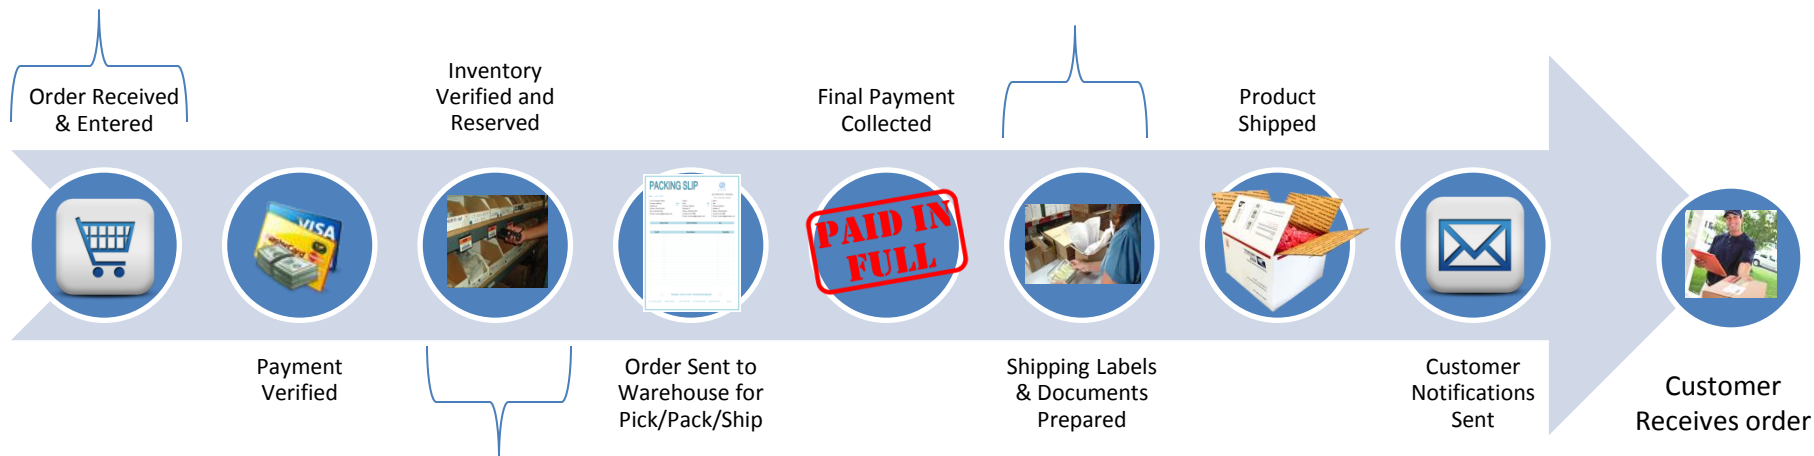 Order Received
& Entered
Payment
Verified
Inventory
Verified and
Reserved
PACKING SLIP
Order Sent to
Warehouse for
Pick/Pack/Ship
Final Payment
Collected
PAID IN
FULL
Shipping Labels
& Documents
Prepared
Product
Shipped
Customer
Notifications
Sent
Customer
Receives order
VISA
MasterCard